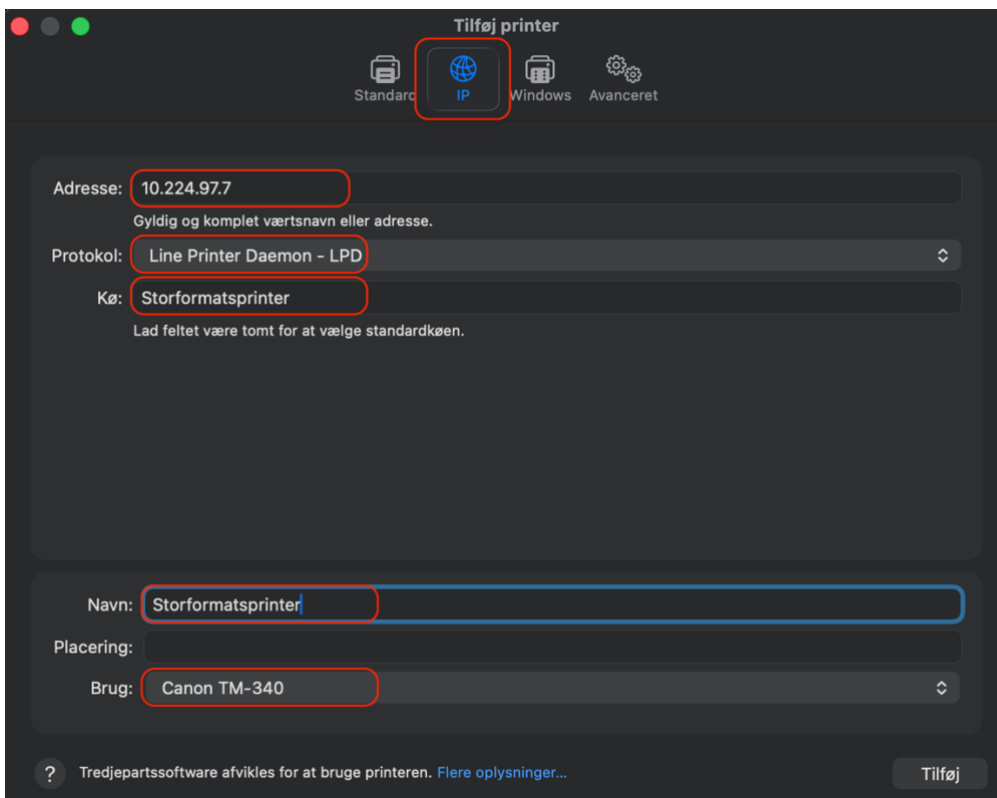 Tilføj printer
Standard IP Windows Avanceret
Adresse: 10.224.97.7
Gyldig og komplet værtsnavn eller adresse.
Protokol: Line Printer Daemon - LPD
Kø: Storformatsprinter
Lad feltet være tomt for at vælge standardkøen.
Navn: Storformatsprinter
Placering:
Brug: Canon TM-340
? Tredjepartssoftware afvikles for at bruge printeren. Flere oplysninger... Tilføj